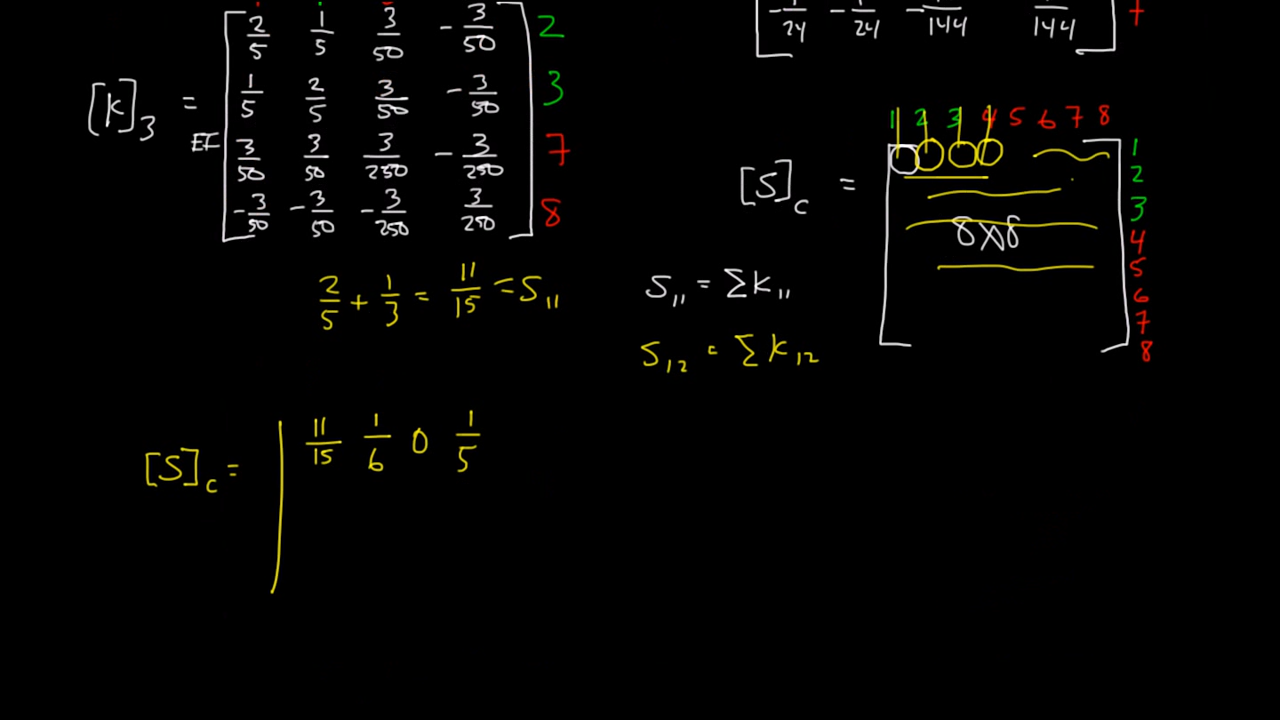 [K]₃ = EI
2/5 1/5 3/50 -3/50 2
1/5 2/5 3/50 -3/50 3
3/50 3/50 3/250 -3/250 7
-3/50 -3/50 -3/250 3/250 8
-1/24 -1/24 -1/144 1/144 7
1 2 3 4 5 6 7 8
[S]c = 8x8
1
2
3
4
5
6
7
8
2/5 + 1/3 = 11/15 = S₁₁
S₁₁ = ΣK₁₁
S₁₂ = ΣK₁₂
[S]c = 11/15 1/6 0 1/5